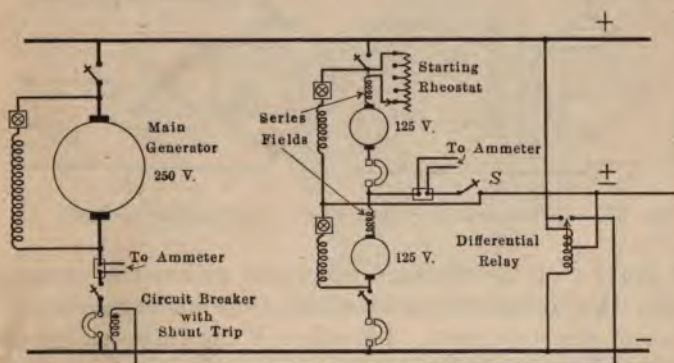 +
Starting
Rheostat
Series
Fields
125 V.
Main
Generator
250 V.
To Ammeter
S
±
125 V.
Differential
Relay
To Ammeter
Circuit Breaker
with
Shunt Trip
−